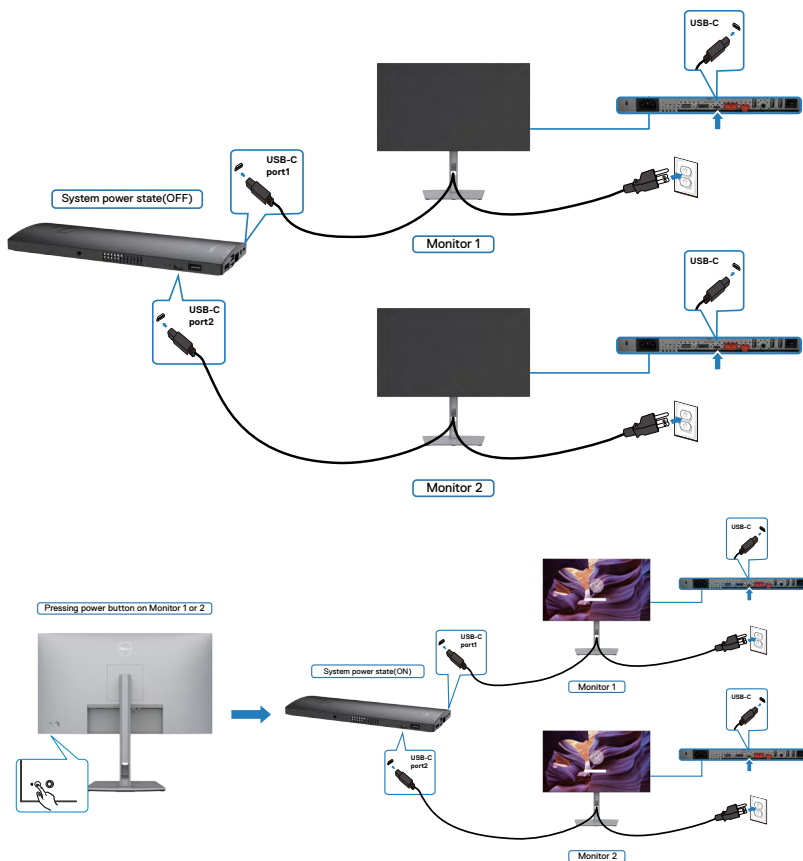 USB-C
USB-C
port1
System power state(OFF)
Monitor 1
USB-C
USB-C
port2
Monitor 2
USB-C
Pressing power button on Monitor 1 or 2
DELL
USB-C
port1
System power state(ON)
Monitor 1
USB-C
USB-C
port2
Monitor 2